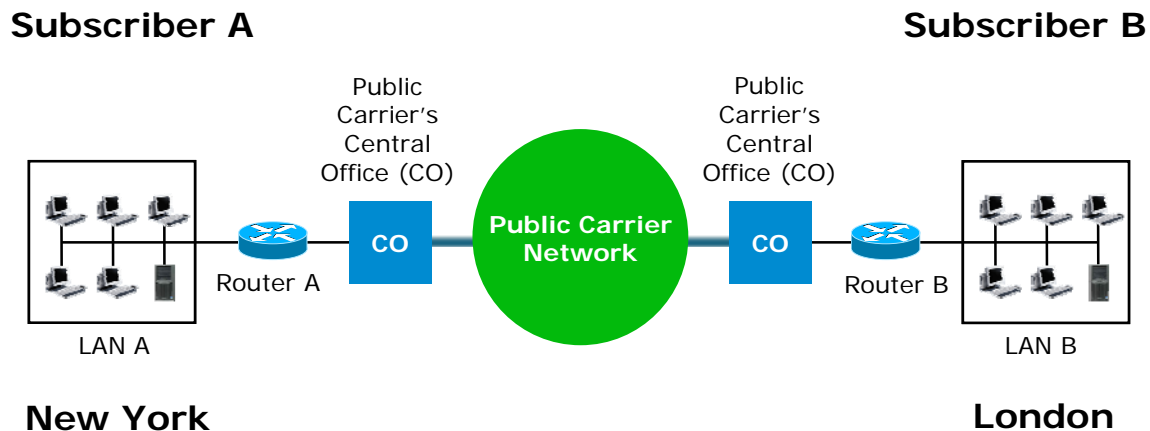 Subscriber A
Subscriber B
Public
Carrier's
Central
Office (CO)
Public
Carrier's
Central
Office (CO)
CO
Public Carrier
Network
CO
Router A
Router B
LAN A
LAN B
New York
London